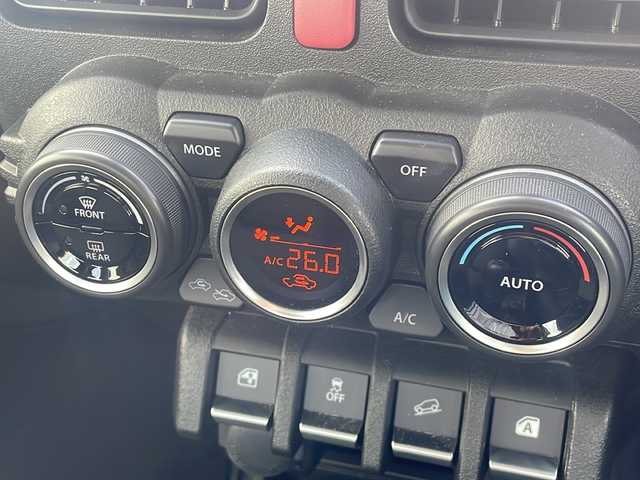 MODE
OFF
FRONT
REAR
A/C 26.0
AUTO
A/C
OFF
A